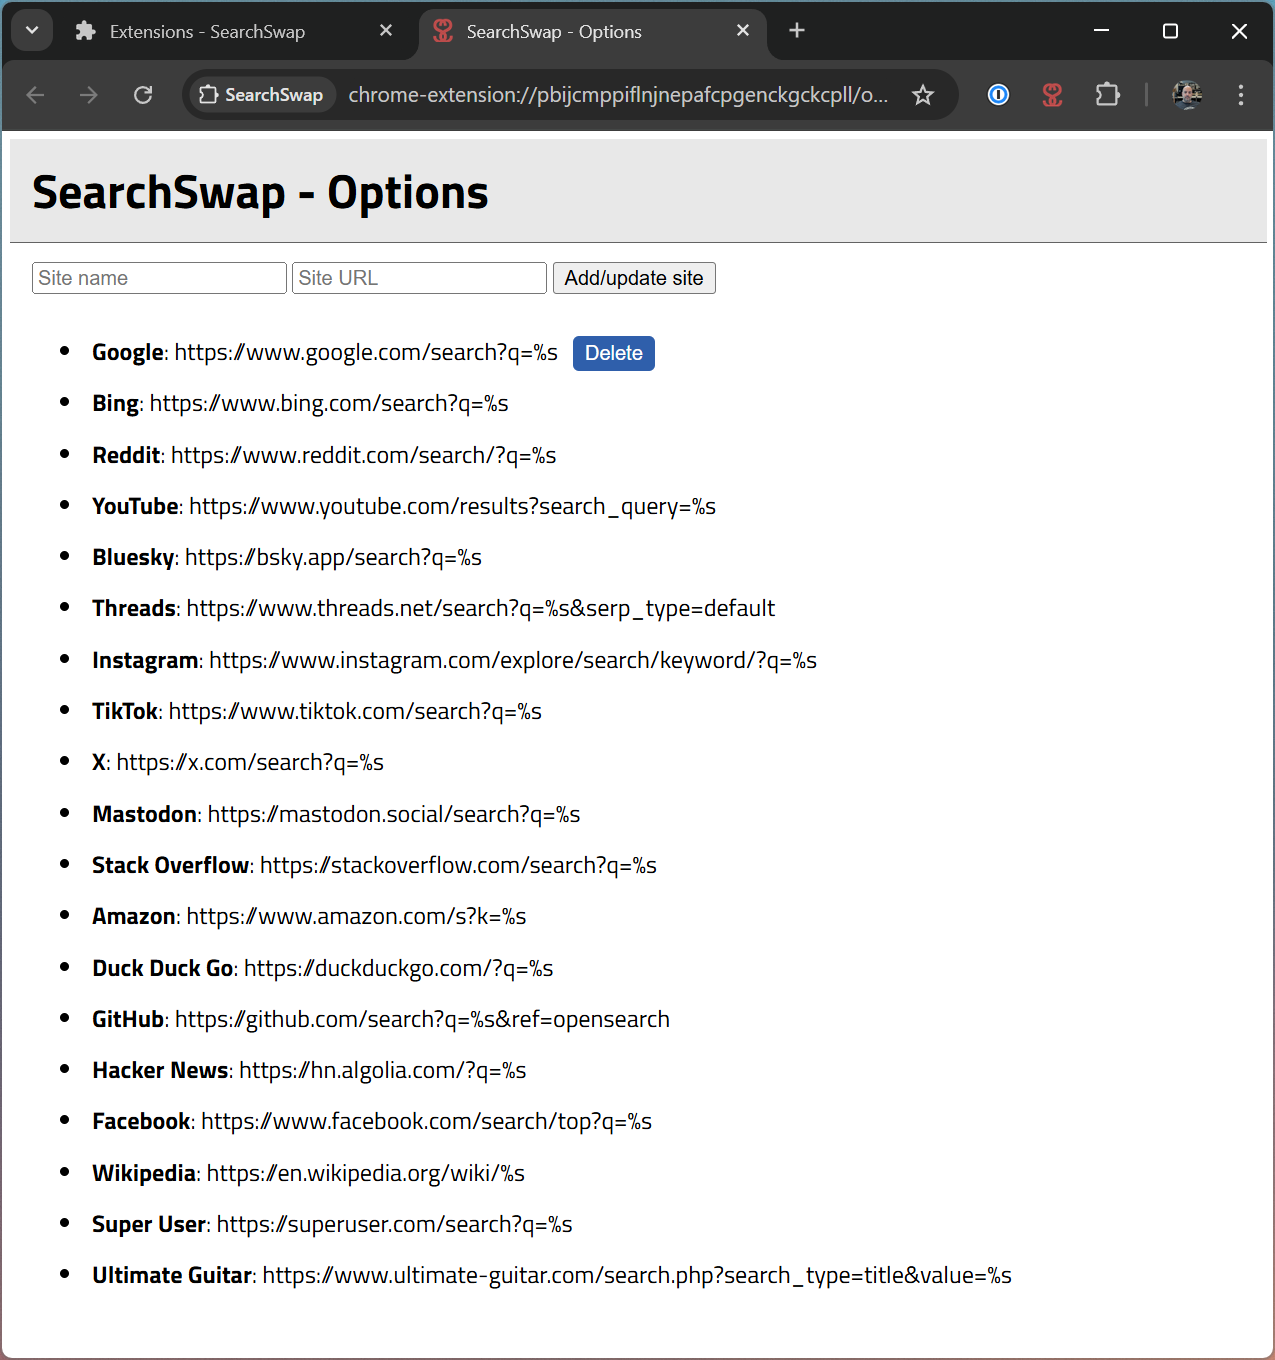 Extensions - SearchSwap
SearchSwap - Options
SearchSwap
chrome-extension://pbijcmppiflnjnepafcpgenckgckcpll/o...
SearchSwap - Options
Site name Site URL Add/update site
Google: https://www.google.com/search?q=%s Delete
Bing: https://www.bing.com/search?q=%s
Reddit: https://www.reddit.com/search/?q=%s
YouTube: https://www.youtube.com/results?search_query=%s
Bluesky: https://bsky.app/search?q=%s
Threads: https://www.threads.net/search?q=%s&serp_type=default
Instagram: https://www.instagram.com/explore/search/keyword/?q=%s
TikTok: https://www.tiktok.com/search?q=%s
X: https://x.com/search?q=%s
Mastodon: https://mastodon.social/search?q=%s
Stack Overflow: https://stackoverflow.com/search?q=%s
Amazon: https://www.amazon.com/s?k=%s
Duck Duck Go: https://duckduckgo.com/?q=%s
GitHub: https://github.com/search?q=%s&ref=opensearch
Hacker News: https://hn.algolia.com/?q=%s
Facebook: https://www.facebook.com/search/top?q=%s
Wikipedia: https://en.wikipedia.org/wiki/%s
Super User: https://superuser.com/search?q=%s
Ultimate Guitar: https://www.ultimate-guitar.com/search.php?search_type=title&value=%s